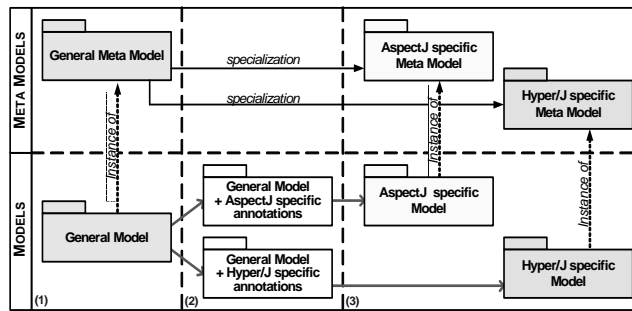 META MODELS
General Meta Model
specialization
specialization
AspectJ specific
Meta Model
Hyper/J specific
Meta Model
Instance of
Instance of
Instance of
MODELS
General Model
General Model
+ AspectJ specific
annotations
General Model
+ Hyper/J specific
annotations
AspectJ specific
Model
Hyper/J specific
Model
(1)
(2)
(3)